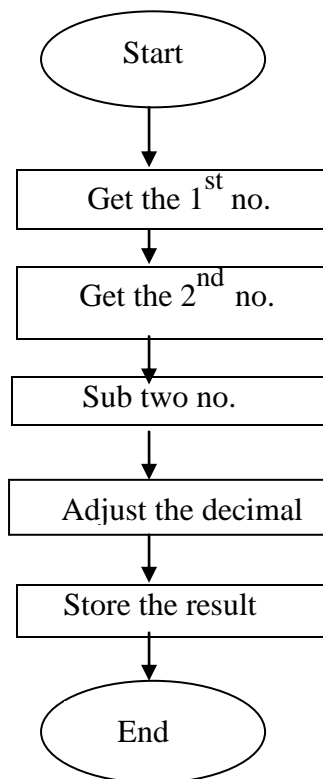 Start
Get the 1st no.
Get the 2nd no.
Sub two no.
Adjust the decimal
Store the result
End